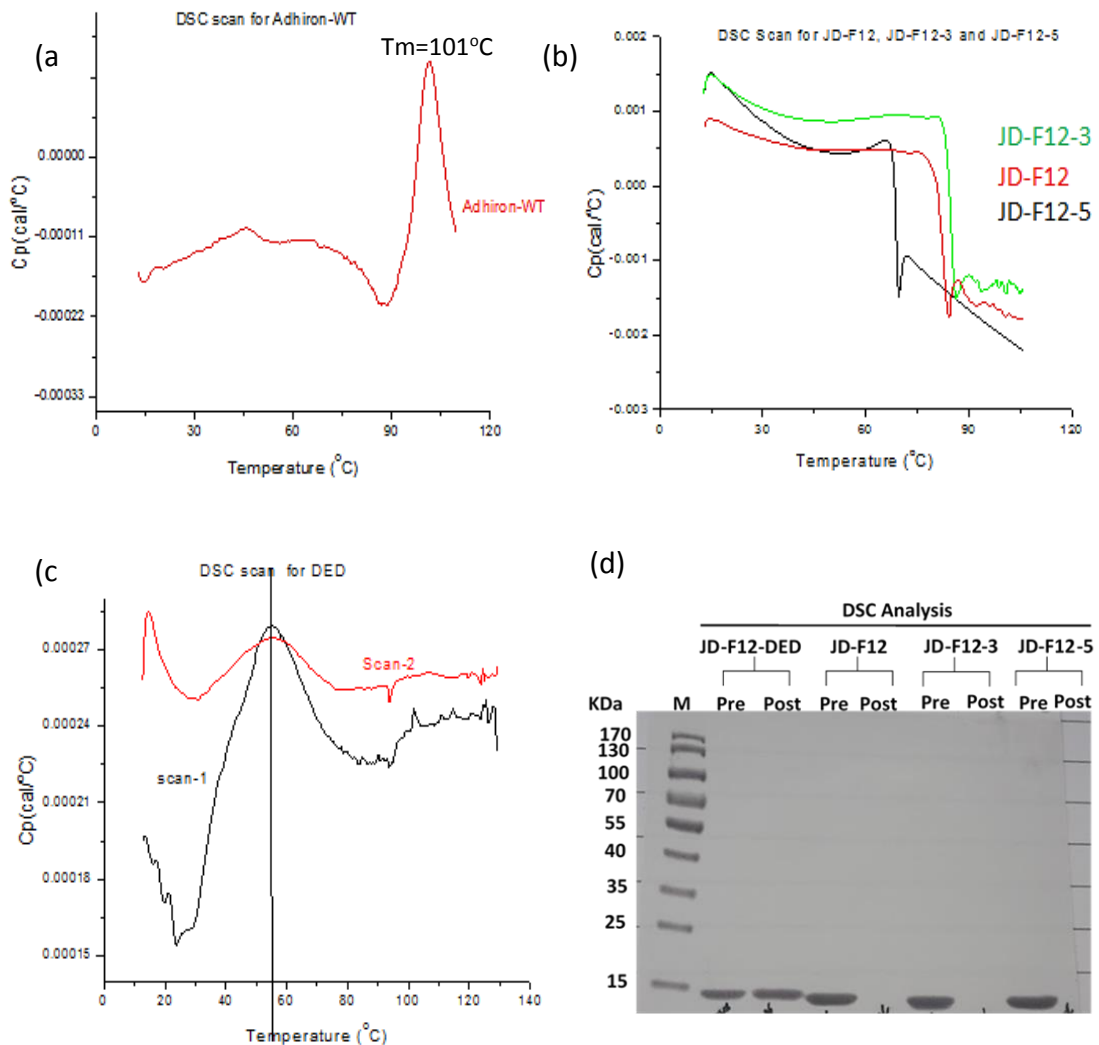 (a
DSC scan for Adhiron-WT
Tm=101°C
0.00000
-0.00011
-0.00022
-0.00033
Cp(cal/°C)
Adhiron-WT
0 30 60 90 120
Temperature (°C)
(b)
DSC Scan for JD-F12, JD-F12-3 and JD-F12-5
0.002
0.001
0.000
-0.001
-0.002
-0.003
Cp(cal/°C)
JD-F12-3
JD-F12
JD-F12-5
0 30 60 90 120
Temperature (°C)
(c)
DSC scan for DED
0.00027
0.00024
0.00021
0.00018
0.00015
Cp(cal/°C)
Scan-2
scan-1
0 20 40 60 80 100 120 140
Temperature (°C)
(d)
DSC Analysis
JD-F12-DED JD-F12 JD-F12-3 JD-F12-5
KDa M Pre Post Pre Post Pre Post Pre Post
170
130
100
70
55
40
35
25
15